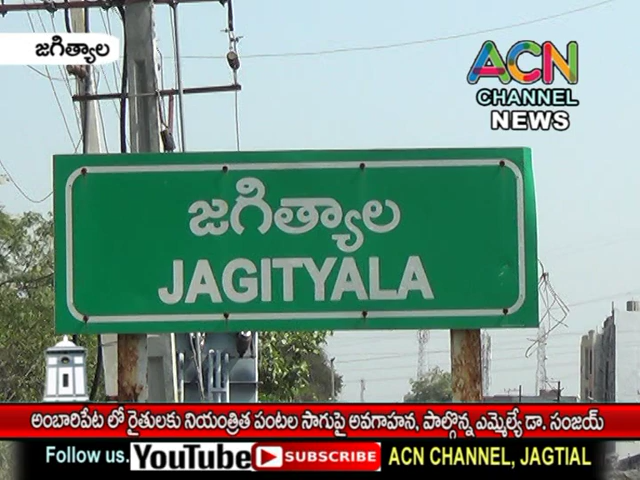 జగిత్యాల
ACN
CHANNEL
NEWS
జగిత్యాల
JAGITYALA
అంబారిపేట లో రైతులకు నియంత్రిత పంటల సాగుపై అవగాహన, పాల్గొన్న ఎమ్మెల్యే డా. సంజయ్
Follow us. YouTube SUBSCRIBE ACN CHANNEL, JAGTIAL